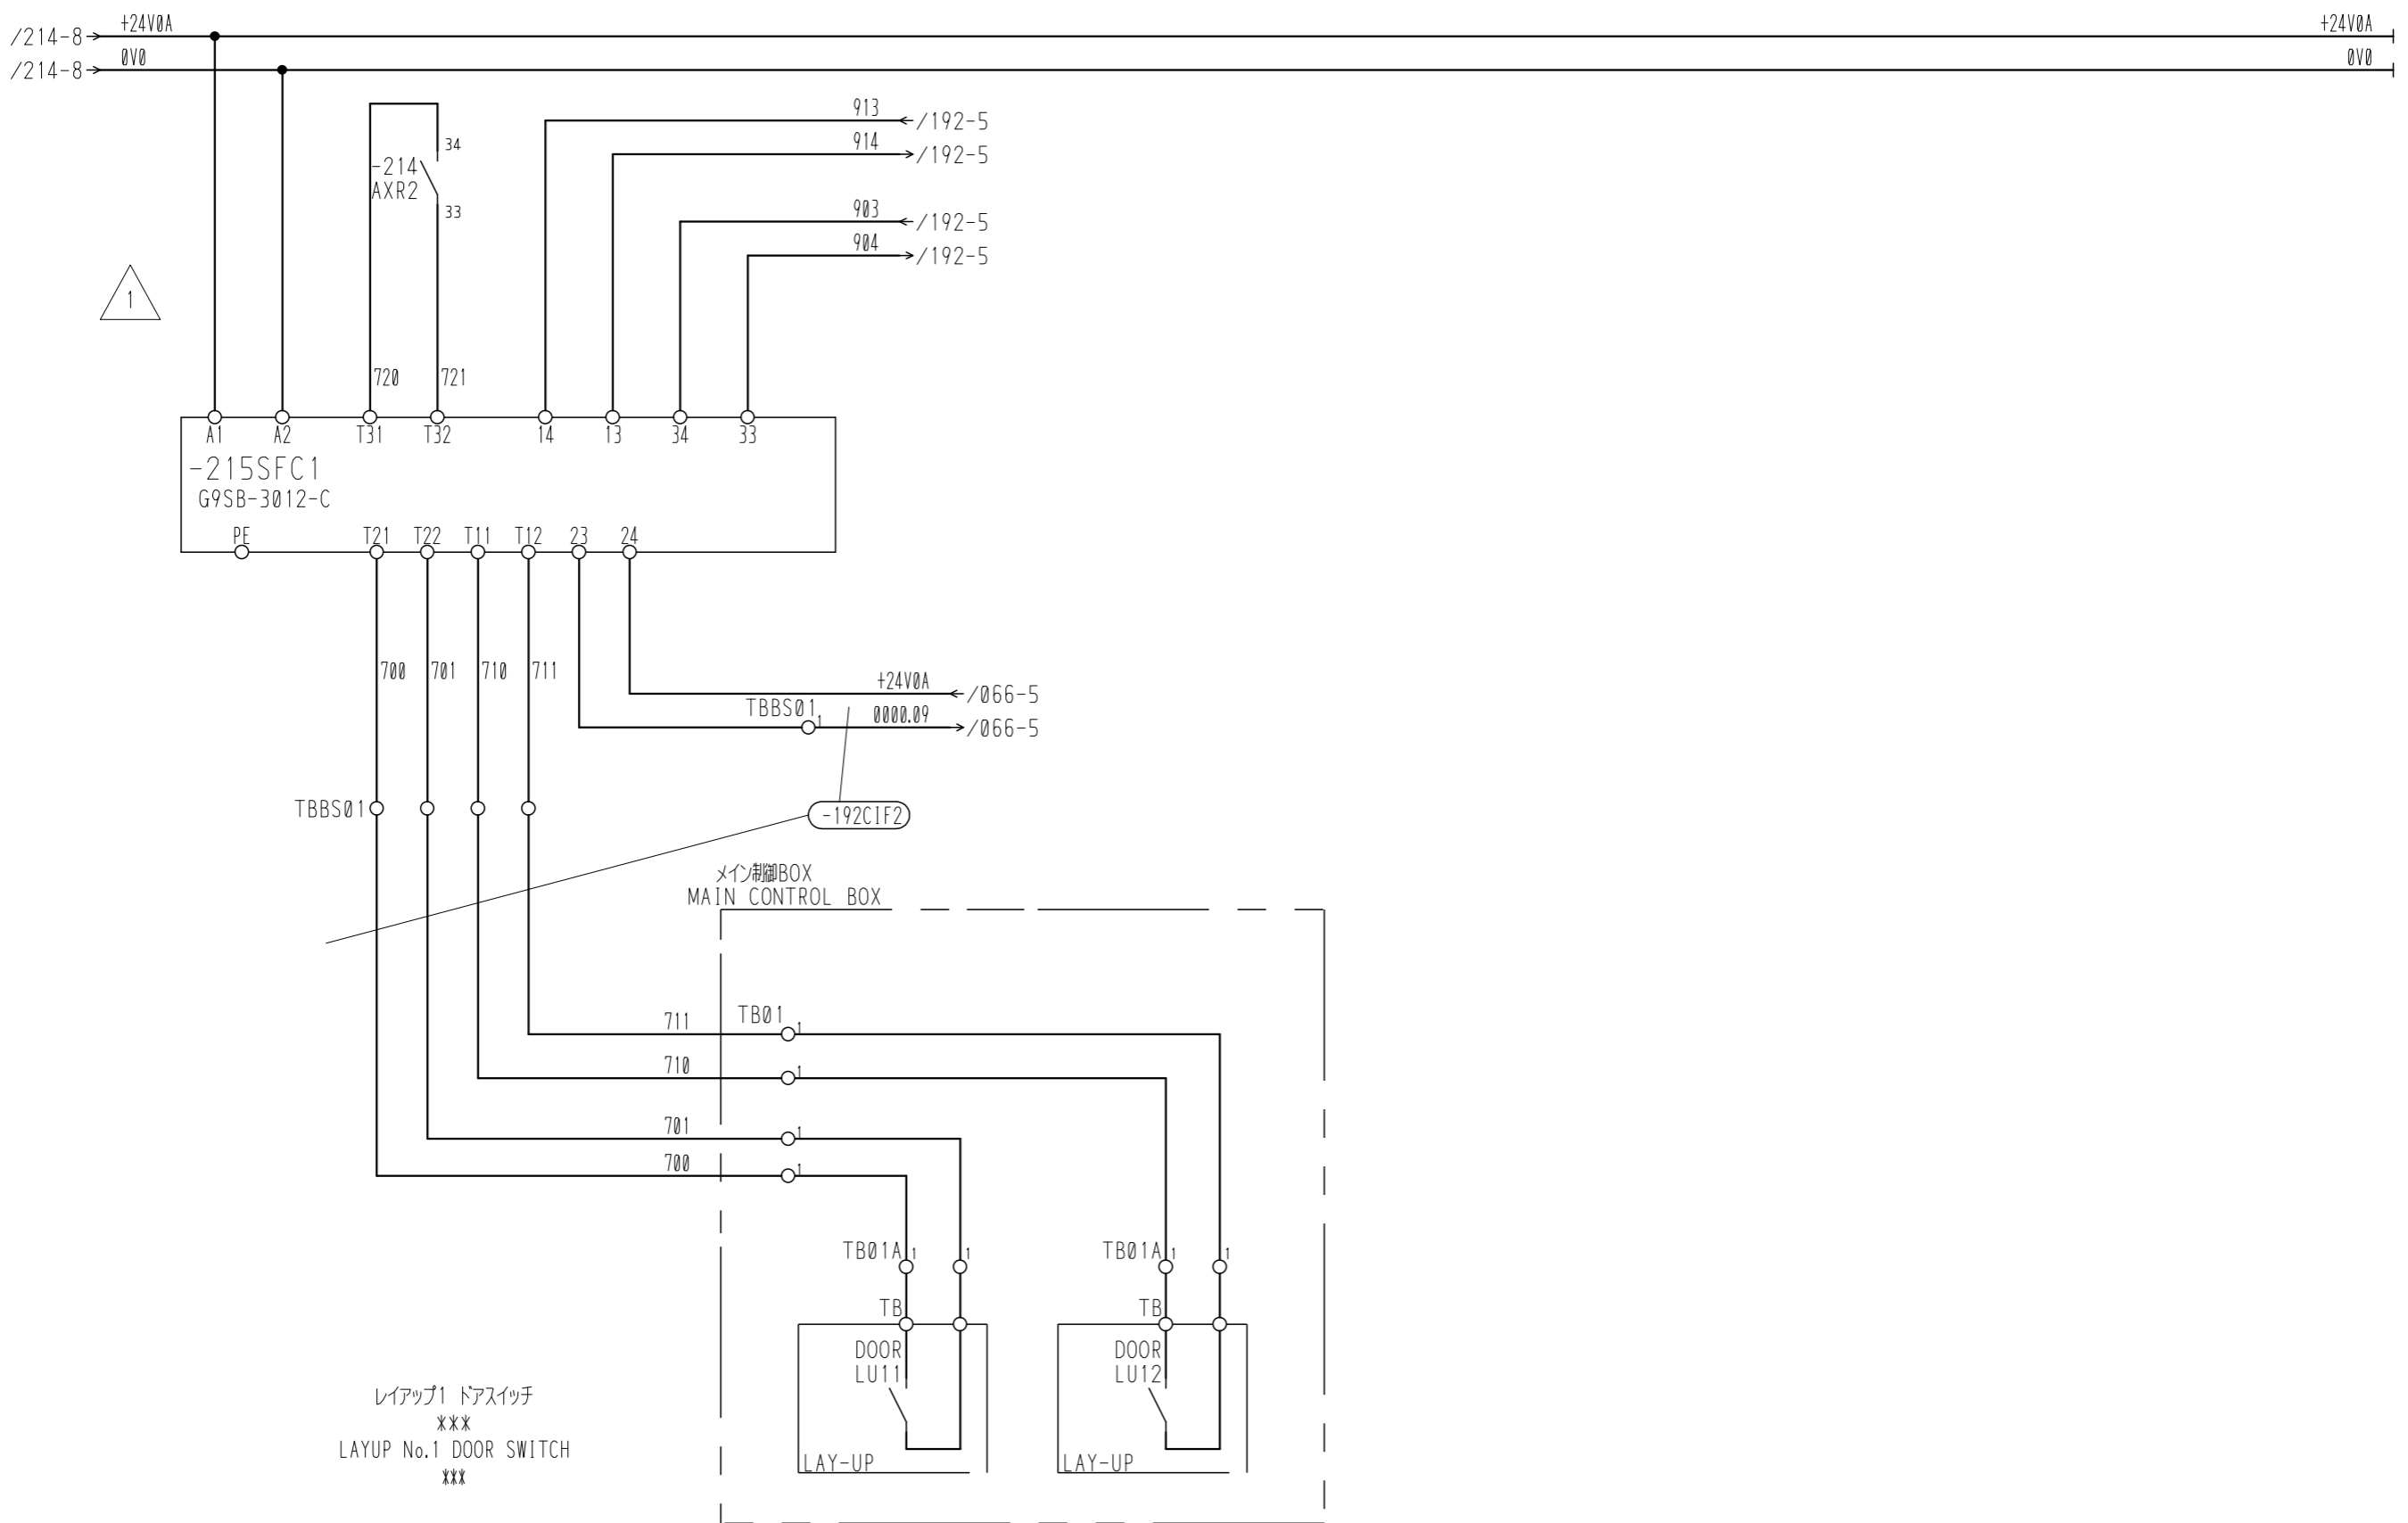 +24V0A
+24V0A
/214-8
0V0
0V0
/214-8
913
/192-5
914
/192-5
34
-214
AXR2
33
903
/192-5
904
/192-5
1
720
721
A1
A2
T31
T32
14
13
34
33
-215SFC1
G9SB-3012-C
PE
T21
T22
T11
T12
23
24
700
701
710
711
+24V0A
/066-5
TBBS01
1
0000.09
/066-5
TBBS01
-192CIF2
メイン制御BOX
MAIN CONTROL BOX
711
TB01
1
710
1
701
1
700
1
TB01A
1
1
TB01A
1
1
TB
TB
DOOR
LU11
DOOR
LU12
LAY-UP
LAY-UP
レイアップ1 ドアスイッチ
***
LAYUP No.1 DOOR SWITCH
***